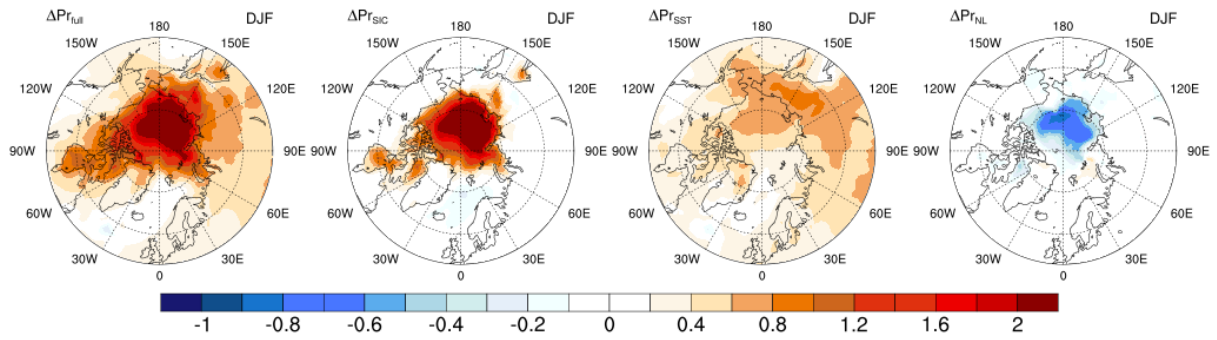 ΔPr_full DJF
180
150W 150E
120W 120E
90W 90E
60W 60E
30W 30E
0
ΔPr_SIC DJF
180
150W 150E
120W 120E
90W 90E
60W 60E
30W 30E
0
ΔPr_SST DJF
180
150W 150E
120W 120E
90W 90E
60W 60E
30W 30E
0
ΔPr_NL DJF
180
150W 150E
120W 120E
90W 90E
60W 60E
30W 30E
0
-1 -0.8 -0.6 -0.4 -0.2 0 0.4 0.8 1.2 1.6 2